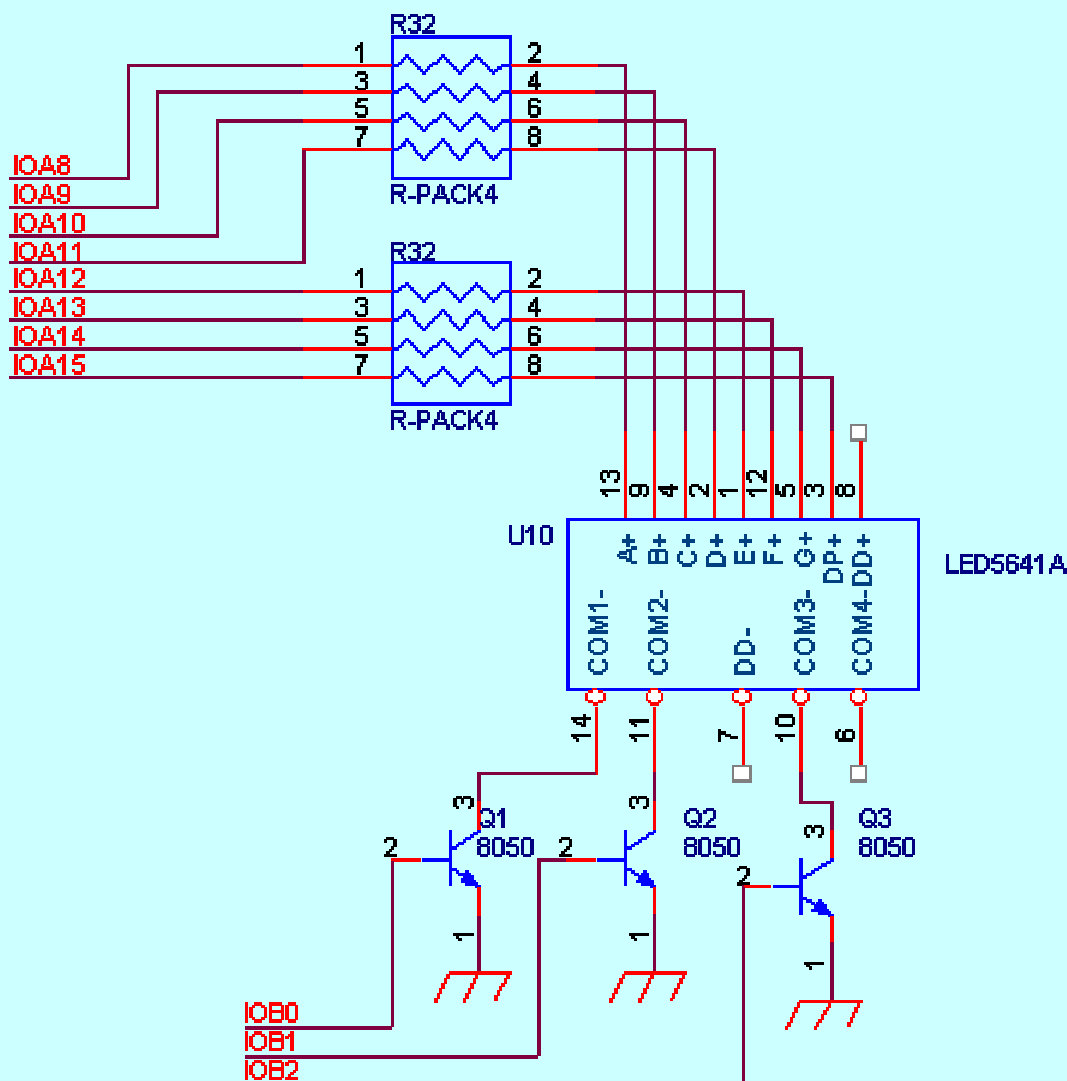 R32
1 2
3 4
5 6
7 8
IOA8
IOA9
R-PACK4
IOA10
IOA11
R32
IOA12
1 2
IOA13
3 4
IOA14
5 6
IOA15
7 8
R-PACK4
13 9 4 2 1 12 5 3 8
U10
A+ B+ C+ D+ E+ F+ G+ DP+ DD+
LED5641A
COM1- COM2- DD- COM3- COM4-
14 11 7 10 6
3 Q1 3 Q2 3 Q3
8050 8050 8050
2 2 2
1 1 1
IOB0
IOB1
IOB2